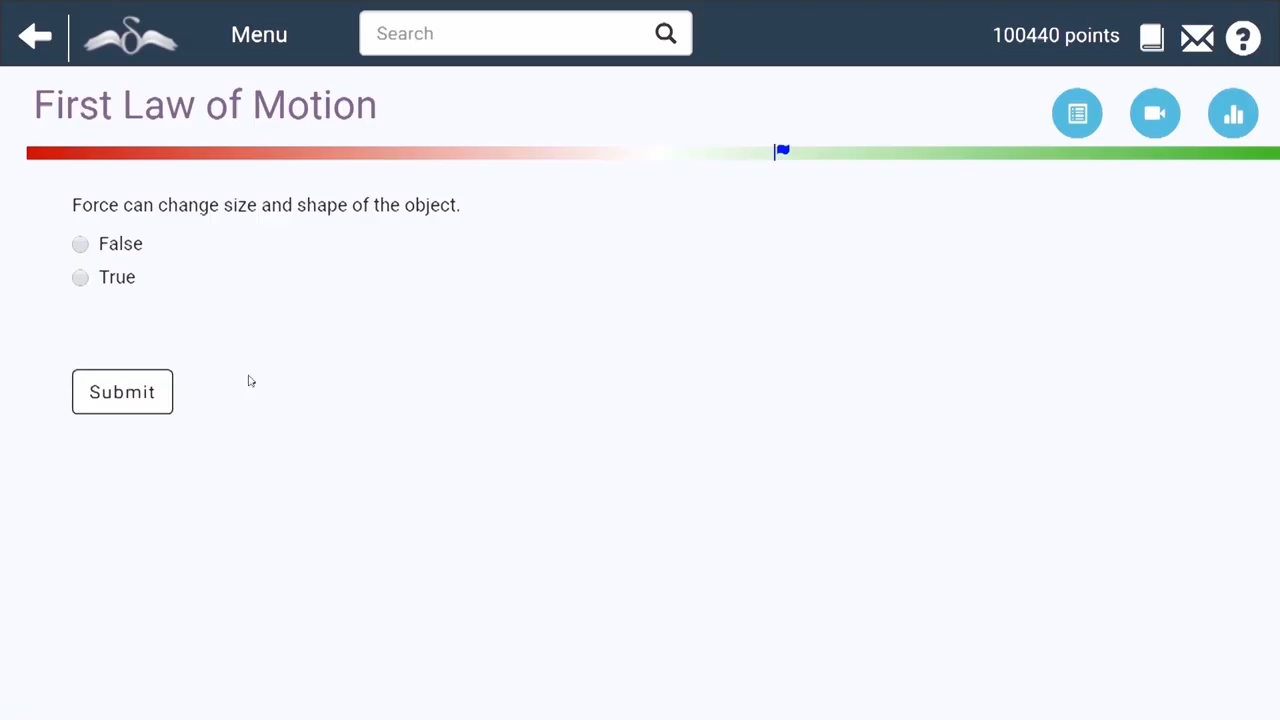 Menu
Search
100440 points
?
First Law of Motion
Force can change size and shape of the object.
False
True
Submit